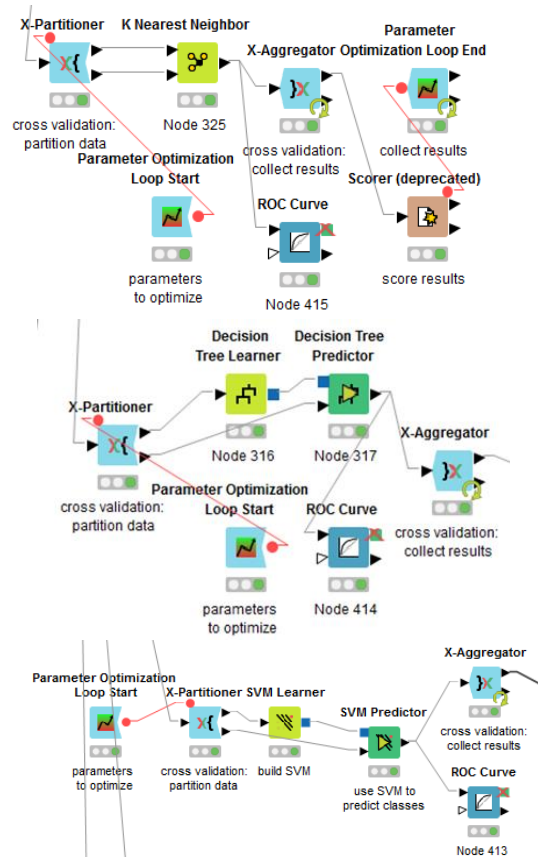 X-Partitioner
K Nearest Neighbor
X-Aggregator
Parameter
Optimization Loop End
cross validation:
partition data
Node 325
cross validation:
collect results
collect results
Parameter Optimization
Loop Start
ROC Curve
Scorer (deprecated)
parameters
to optimize
Node 415
score results
Decision
Tree Learner
Decision Tree
Predictor
X-Partitioner
X-Aggregator
Node 316
Node 317
cross validation:
partition data
cross validation:
collect results
Parameter Optimization
Loop Start
ROC Curve
parameters
to optimize
Node 414
X-Aggregator
Parameter Optimization
Loop Start
X-Partitioner
SVM Learner
SVM Predictor
cross validation:
collect results
parameters
to optimize
cross validation:
partition data
build SVM
use SVM to
predict classes
ROC Curve
Node 413